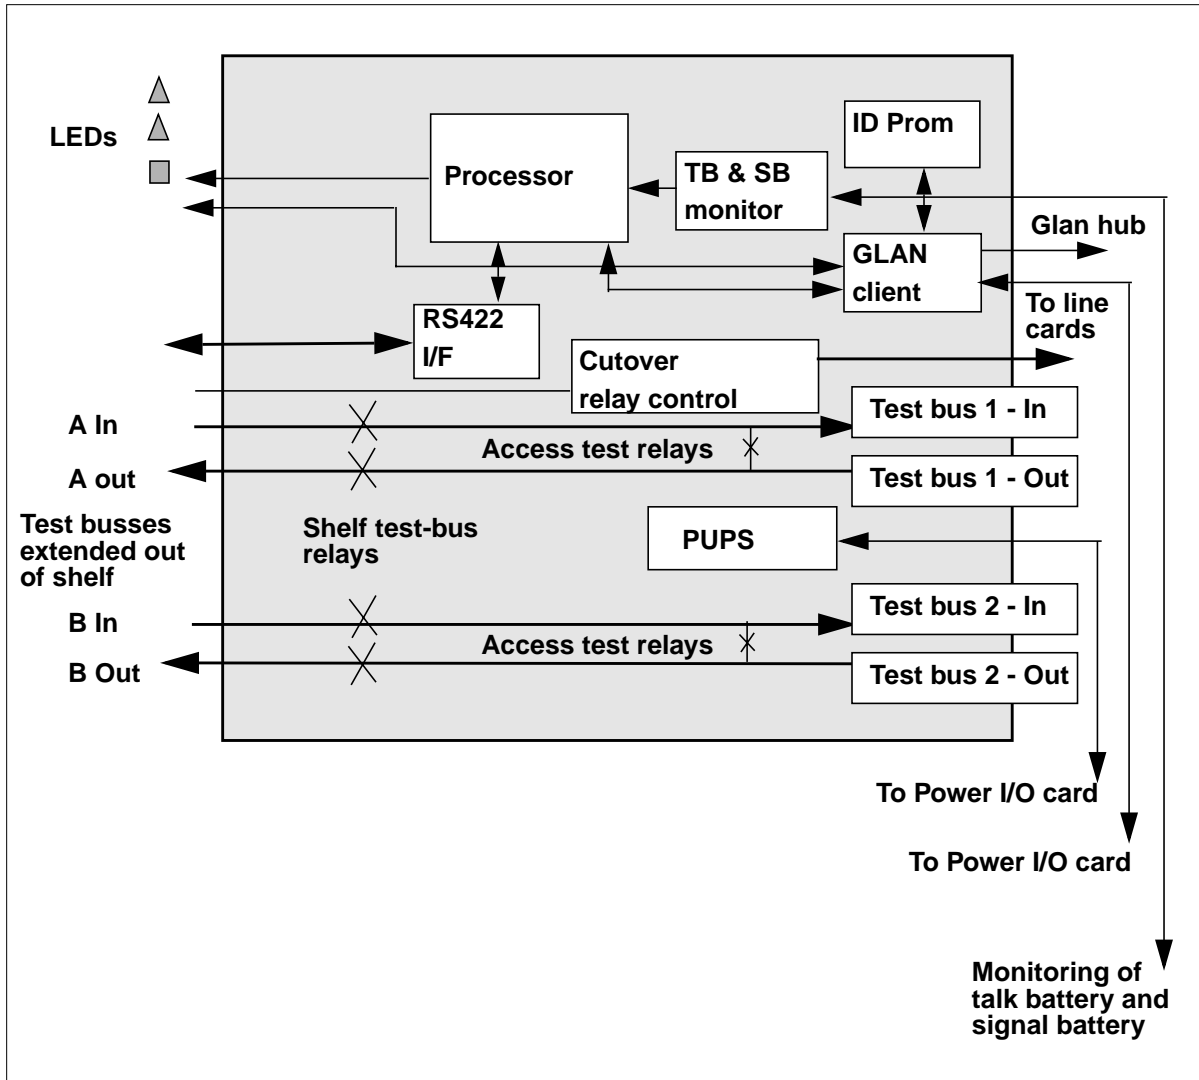 LEDs
Processor
TB & SB
monitor
ID Prom
GLAN
client
Glan hub
To line
cards
RS422
I/F
Cutover
relay control
A In
Test bus 1 - In
Access test relays
A out
Test bus 1 - Out
Test busses
extended out
of shelf
Shelf test-bus
relays
PUPS
B In
Test bus 2 - In
Access test relays
B Out
Test bus 2 - Out
To Power I/O card
To Power I/O card
Monitoring of
talk battery and
signal battery